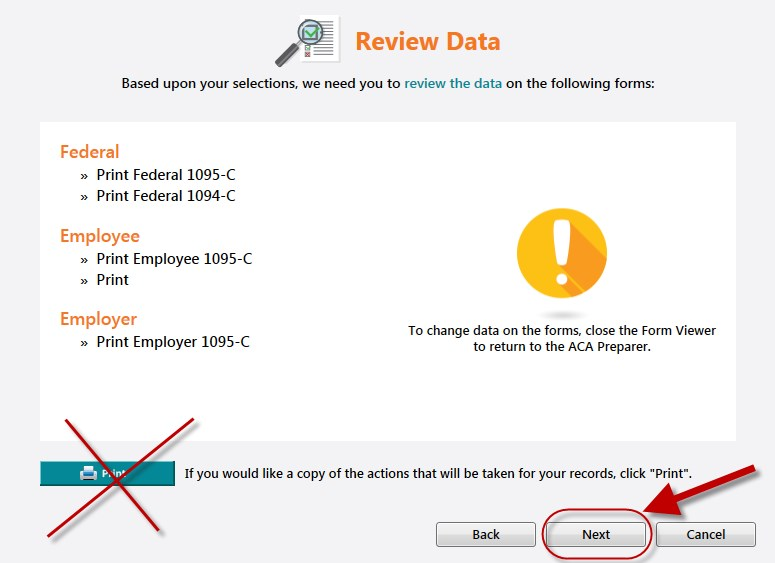 Review Data
Based upon your selections, we need you to review the data on the following forms:
Federal
» Print Federal 1095-C
» Print Federal 1094-C
Employee
» Print Employee 1095-C
» Print
Employer
» Print Employer 1095-C
To change data on the forms, close the Form Viewer
to return to the ACA Preparer.
Print
If you would like a copy of the actions that will be taken for your records, click "Print".
Back
Next
Cancel